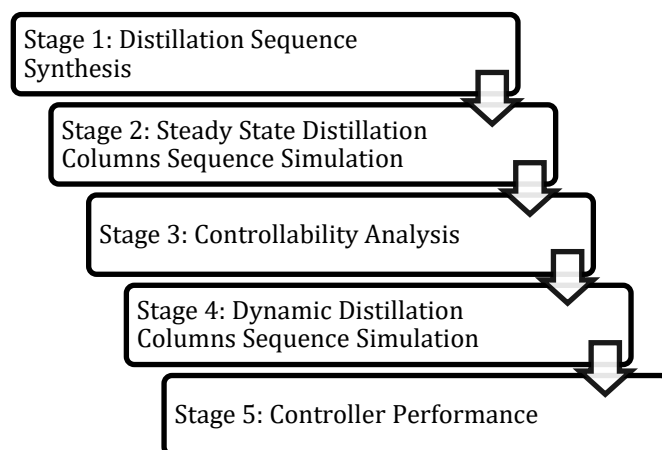 Stage 1: Distillation Sequence
Synthesis
Stage 2: Steady State Distillation
Columns Sequence Simulation
Stage 3: Controllability Analysis
Stage 4: Dynamic Distillation
Columns Sequence Simulation
Stage 5: Controller Performance